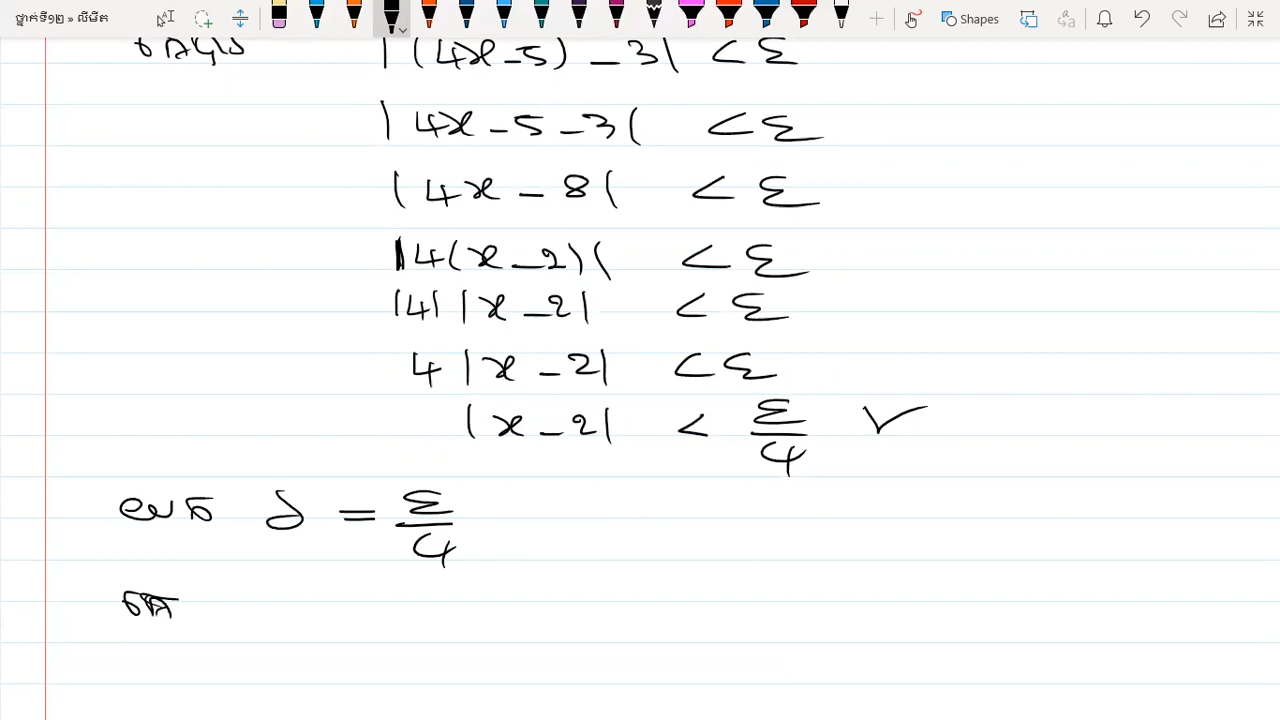 ថ្នាក់ទី១២ » លីមីត
Shapes
|(4x-5)-3| < ε
|4x-5-3| < ε
|4x-8| < ε
|4(x-2)| < ε
|4||x-2| < ε
4|x-2| < ε
|x-2| < ε/4 ✓
យក δ = ε/4